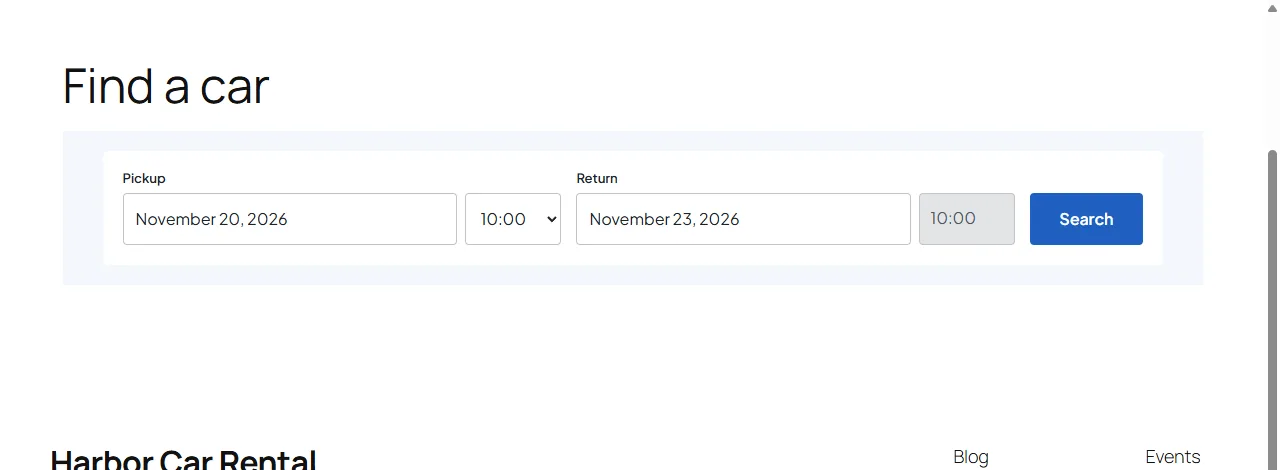 Find a car
Pickup
Return
November 20, 2026
10:00
November 23, 2026
10:00
Search
Harbor Car Rental
Blog
Events